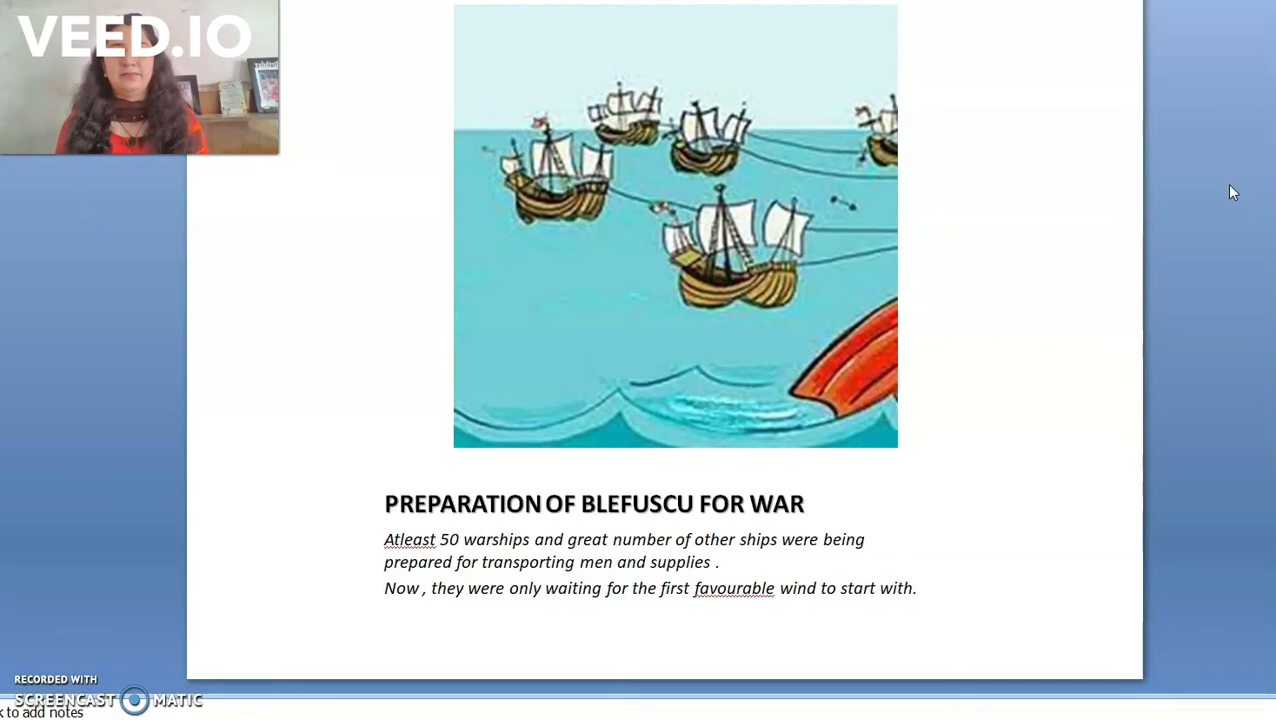 VEED.IO
PREPARATION OF BLEFUSCU FOR WAR
Atleast 50 warships and great number of other ships were being
prepared for transporting men and supplies .
Now , they were only waiting for the first favourable wind to start with.
RECORDED WITH
SCREENCAST MATIC
k to add notes